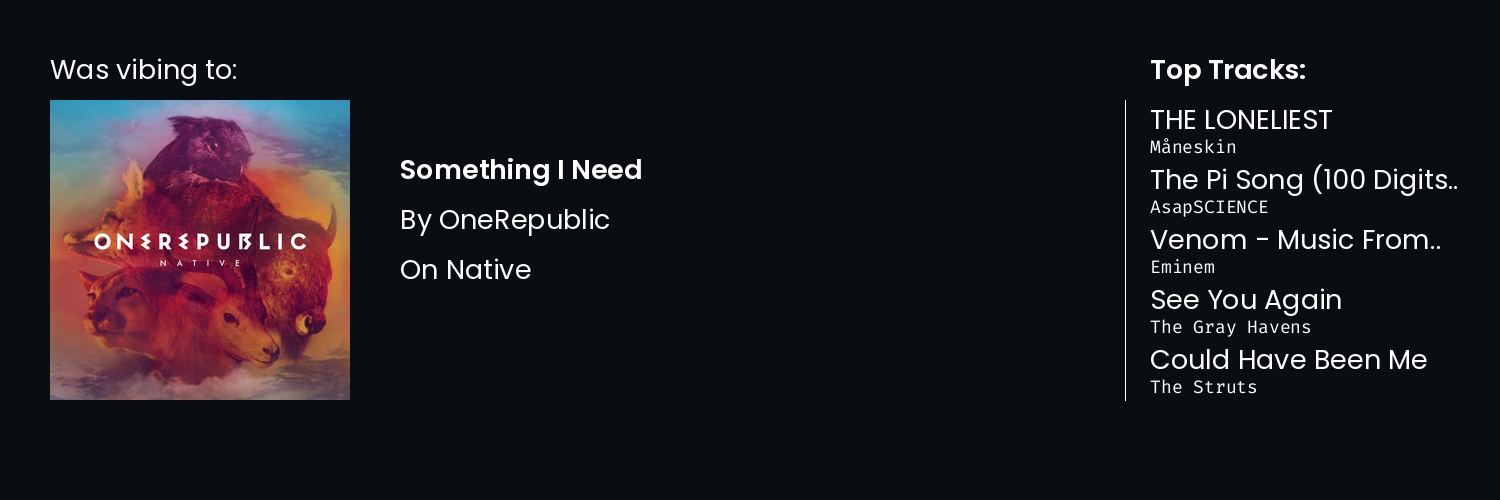 Was vibing to:
ONEREPUBLIC
NATIVE
Something I Need
By OneRepublic
On Native
Top Tracks:
THE LONELIEST
Måneskin
The Pi Song (100 Digits..
AsapSCIENCE
Venom - Music From..
Eminem
See You Again
The Gray Havens
Could Have Been Me
The Struts